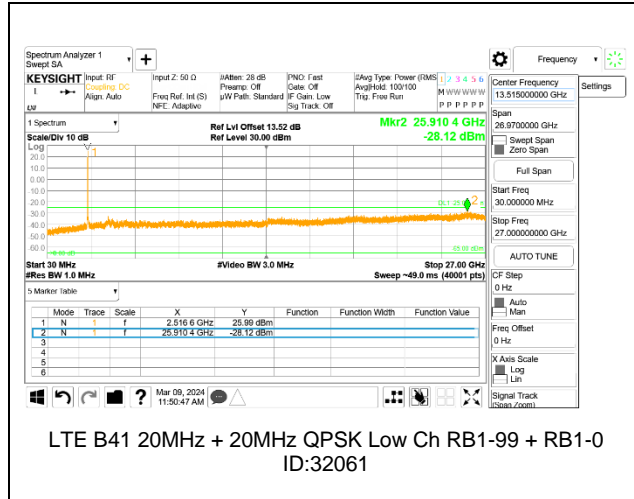 Spectrum Analyzer 1
Swept SA
Frequency
KEYSIGHT
Input: RF
Coupling: DC
Align: Auto
Input Z: 50 Ω
Freq Ref: Int (S)
NFE: Adaptive
#Atten: 28 dB
Preamp: Off
µW Path: Standard
PNO: Fast
Gate: Off
IF Gain: Low
Sig Track: Off
#Avg Type: Power (RMS
Avg|Hold: 100/100
Trig: Free Run
1 2 3 4 5 6
M W W W W W
P P P P P P
Center Frequency
13.515000000 GHz
Settings
Span
26.9700000 GHz
Swept Span
Zero Span
Full Span
Start Freq
30.000000 MHz
Stop Freq
27.00000000 GHz
AUTO TUNE
CF Step
0 Hz
Auto
Man
Freq Offset
0 Hz
X Axis Scale
Log
Lin
Signal Track
(Span Zoom)
1 Spectrum
Scale/Div 10 dB
Log
Ref Lvl Offset 13.52 dB
Ref Level 30.00 dBm
Mkr2 25.910 4 GHz
-28.12 dBm
20.0
10.0
0.00
-10.0
-20.0
-30.0
-40.0
-50.0
-60.0
1
2
Start 30 MHz
#Res BW 1.0 MHz
#Video BW 3.0 MHz
Stop 27.00 GHz
Sweep ~49.0 ms (40001 pts)
5 Marker Table
Mode Trace Scale X Y Function Function Width Function Value
1 N 1 f 2.516 6 GHz 25.99 dBm
2 N 1 f 25.910 4 GHz -28.12 dBm
3
4
5
6
?
Mar 09, 2024
11:50:47 AM
LTE B41 20MHz + 20MHz QPSK Low Ch RB1-99 + RB1-0
ID:32061